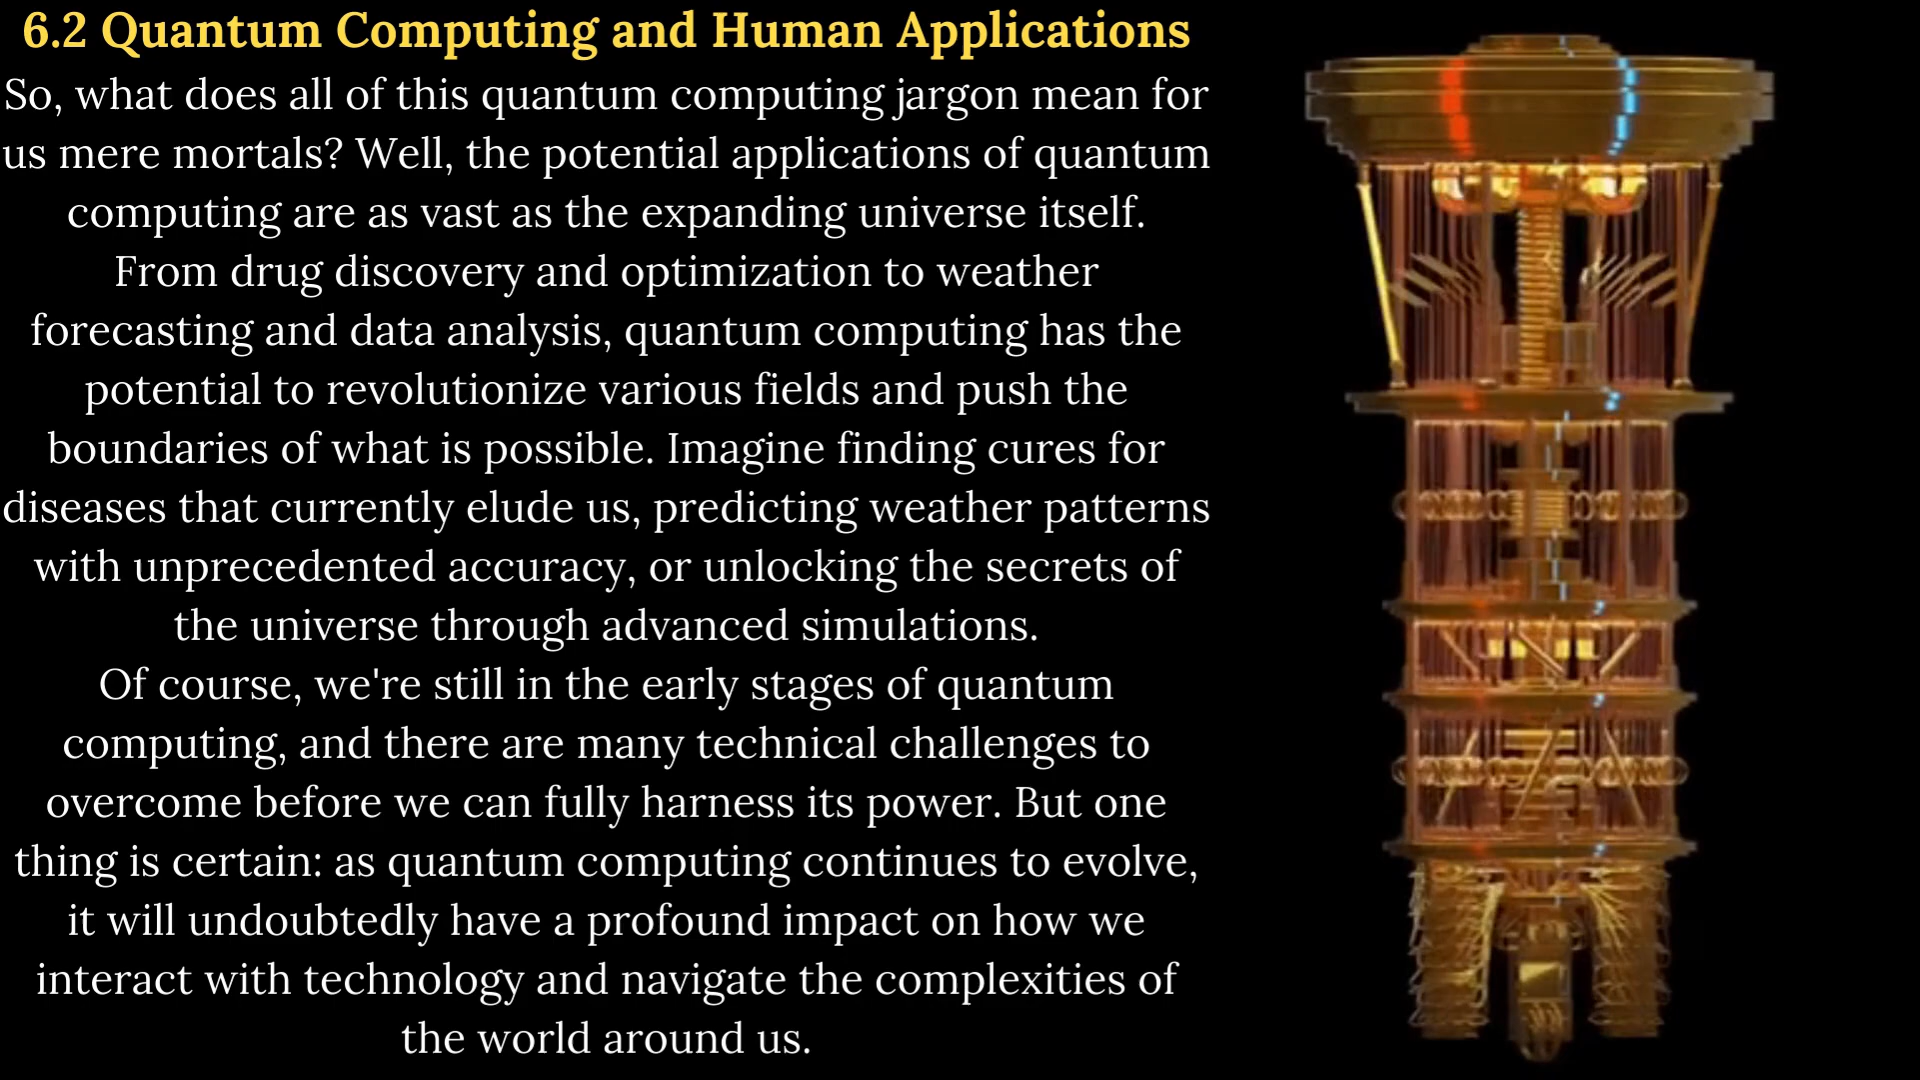 6.2 Quantum Computing and Human Applications
So, what does all of this quantum computing jargon mean for
us mere mortals? Well, the potential applications of quantum
computing are as vast as the expanding universe itself.
From drug discovery and optimization to weather
forecasting and data analysis, quantum computing has the
potential to revolutionize various fields and push the
boundaries of what is possible. Imagine finding cures for
diseases that currently elude us, predicting weather patterns
with unprecedented accuracy, or unlocking the secrets of
the universe through advanced simulations.
Of course, we're still in the early stages of quantum
computing, and there are many technical challenges to
overcome before we can fully harness its power. But one
thing is certain: as quantum computing continues to evolve,
it will undoubtedly have a profound impact on how we
interact with technology and navigate the complexities of
the world around us.